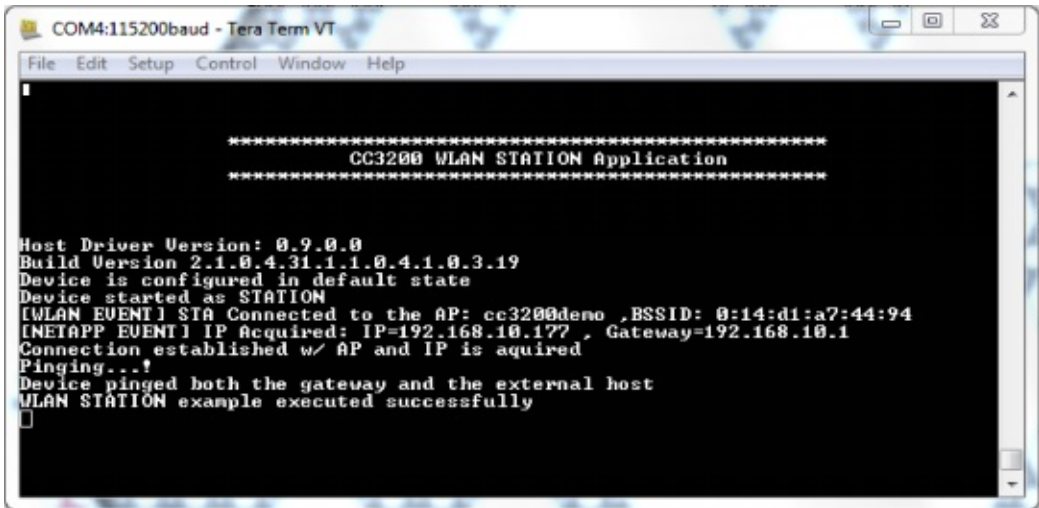 COM4:115200baud - Tera Term VT
File Edit Setup Control Window Help
*************************************************
CC3200 WLAN STATION Application
*************************************************
Host Driver Version: 0.9.0.0
Build Version 2.1.0.4.31.1.1.0.4.1.0.3.19
Device is configured in default state
Device started as STATION
[WLAN EVENT] STA Connected to the AP: cc3200demo ,BSSID: 0:14:d1:a7:44:94
[NETAPP EVENT] IP Acquired: IP=192.168.10.177 , Gateway=192.168.10.1
Connection established w/ AP and IP is aquired
Pinging...!
Device pinged both the gateway and the external host
WLAN STATION example executed successfully